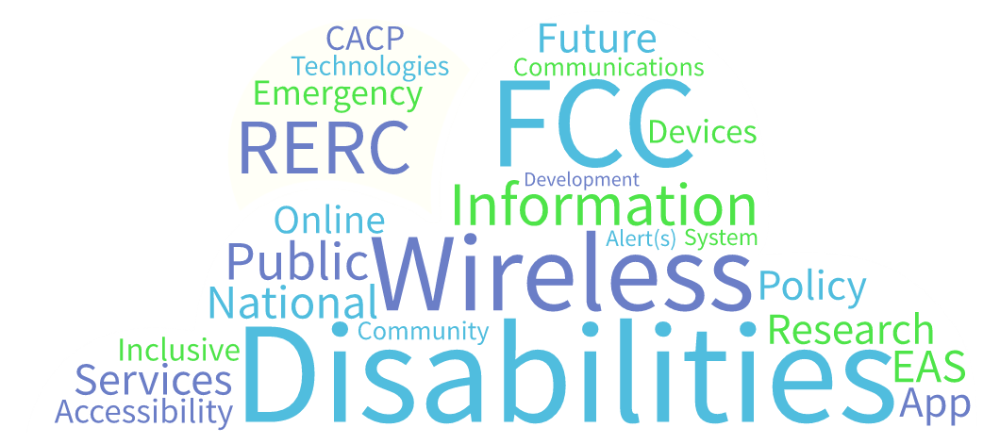 CACP
Technologies
Emergency
RERC
Future
Communications
FCC
Devices
Development
Information
Alert(s) System
Online
Public
National
Wireless
Policy
Community
Disabilities
Research
EAS
App
Inclusive
Services
Accessibility